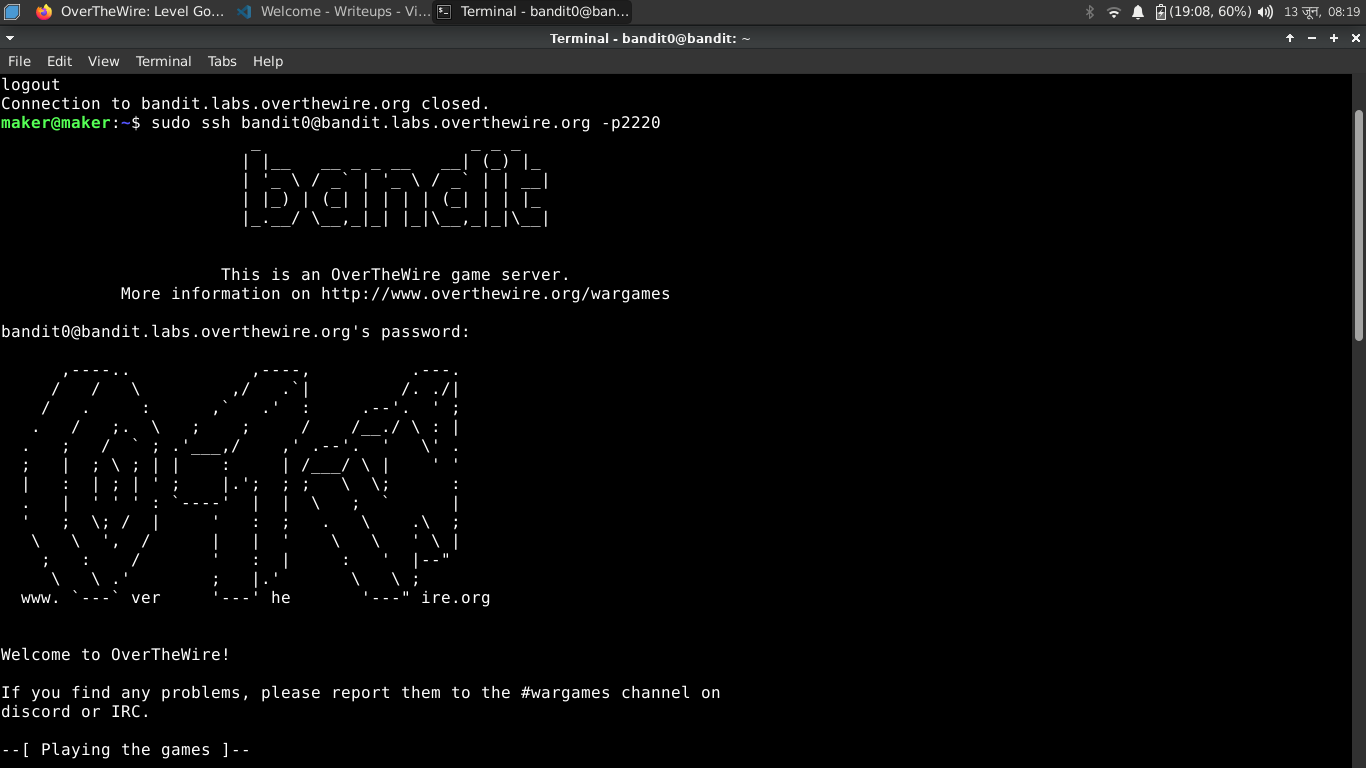 OverTheWire: Level Go...
Welcome - Writeups - Vi...
Terminal - bandit0@ban...
(19:08, 60%)
13 जून, 08:19
Terminal - bandit0@bandit: ~
File Edit View Terminal Tabs Help
logout
Connection to bandit.labs.overthewire.org closed.
maker@maker:~$ sudo ssh bandit0@bandit.labs.overthewire.org -p2220
bandit
This is an OverTheWire game server.
More information on http://www.overthewire.org/wargames
bandit0@bandit.labs.overthewire.org's password:
www. `---` ver '---' he '---" ire.org
Welcome to OverTheWire!
If you find any problems, please report them to the #wargames channel on
discord or IRC.
--[ Playing the games ]--